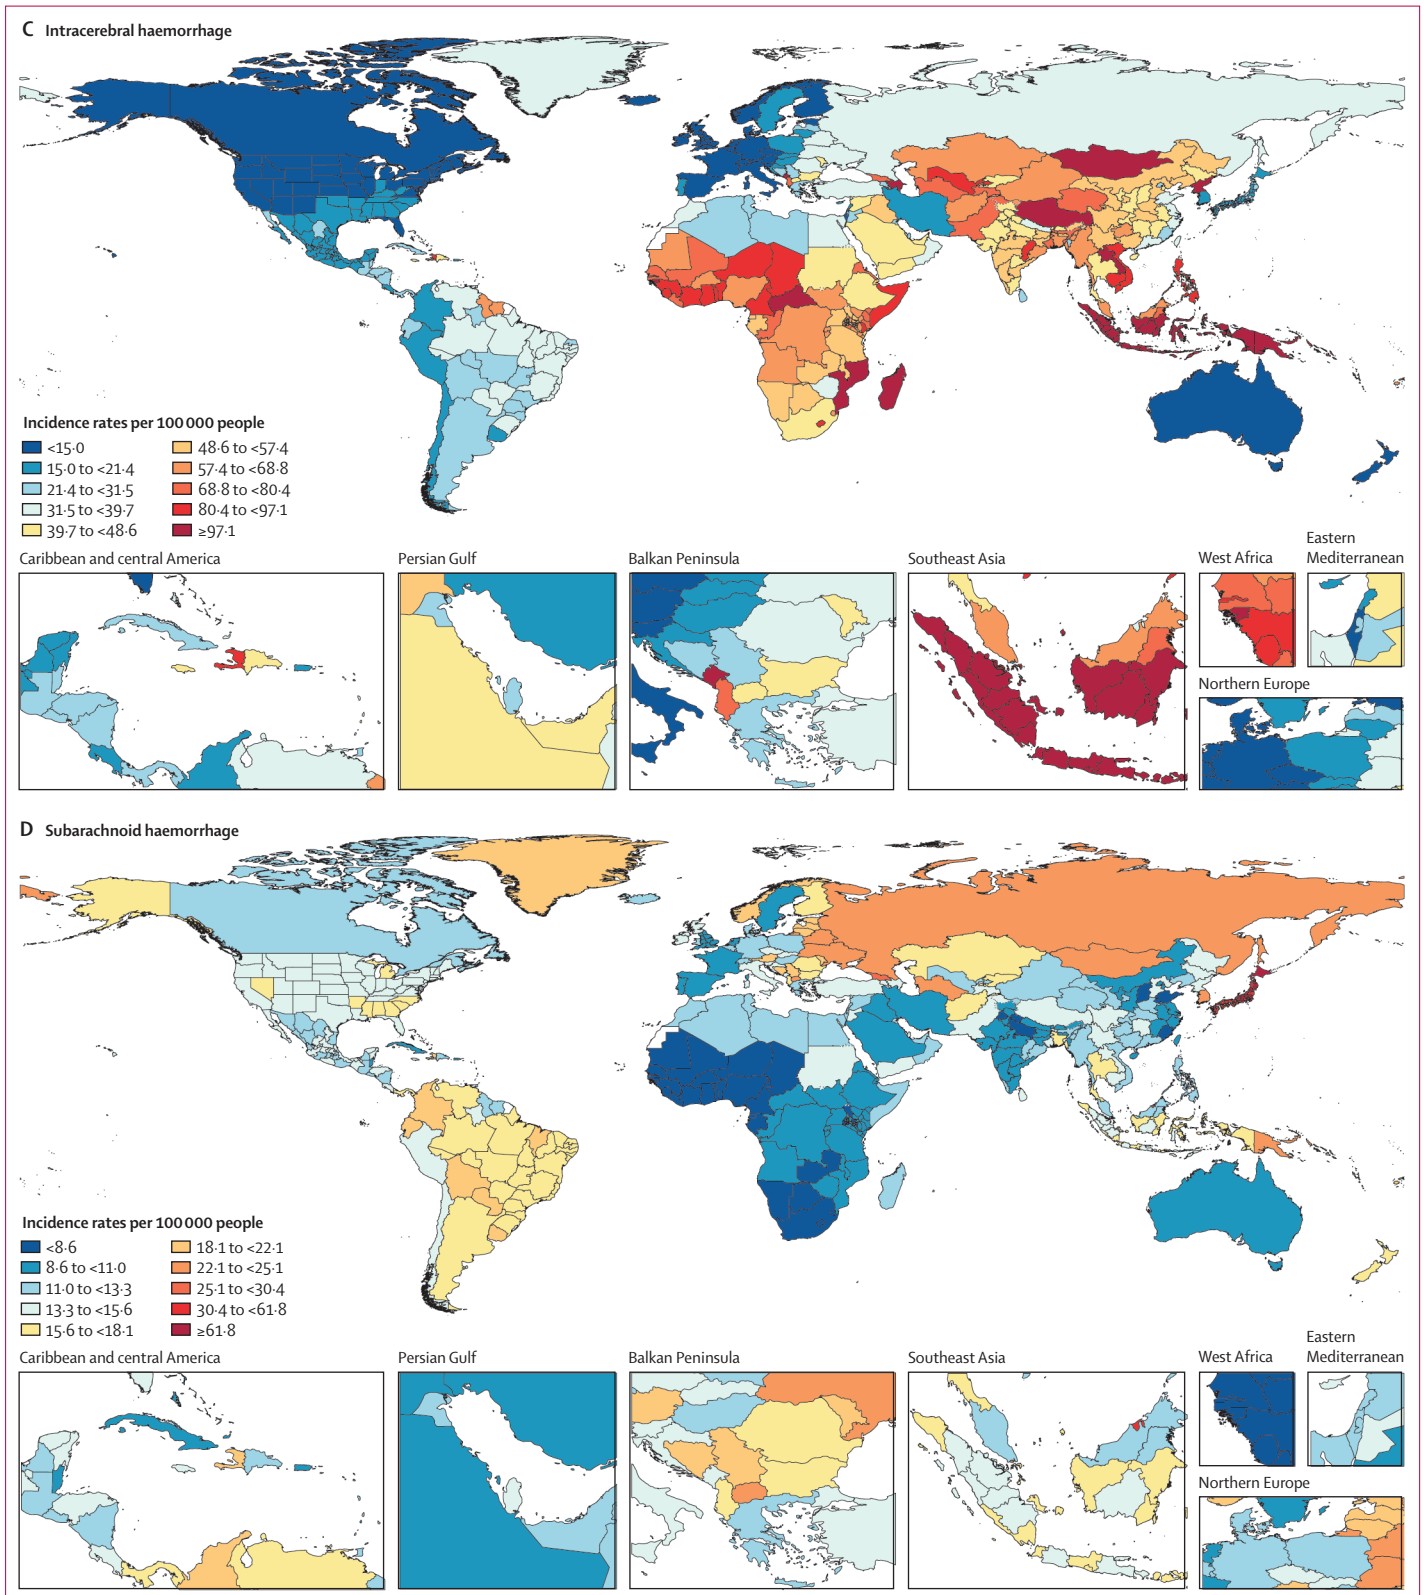 C Intracerebral haemorrhage
Incidence rates per 100 000 people
<15·0
15·0 to <21·4
21·4 to <31·5
31·5 to <39·7
39·7 to <48·6
48·6 to <57·4
57·4 to <68·8
68·8 to <80·4
80·4 to <97·1
≥97·1
Caribbean and central America
Persian Gulf
Balkan Peninsula
Southeast Asia
West Africa
Eastern
Mediterranean
Northern Europe
D Subarachnoid haemorrhage
Incidence rates per 100 000 people
<8·6
8·6 to <11·0
11·0 to <13·3
13·3 to <15·6
15·6 to <18·1
18·1 to <22·1
22·1 to <25·1
25·1 to <30·4
30·4 to <61·8
≥61·8
Caribbean and central America
Persian Gulf
Balkan Peninsula
Southeast Asia
West Africa
Eastern
Mediterranean
Northern Europe